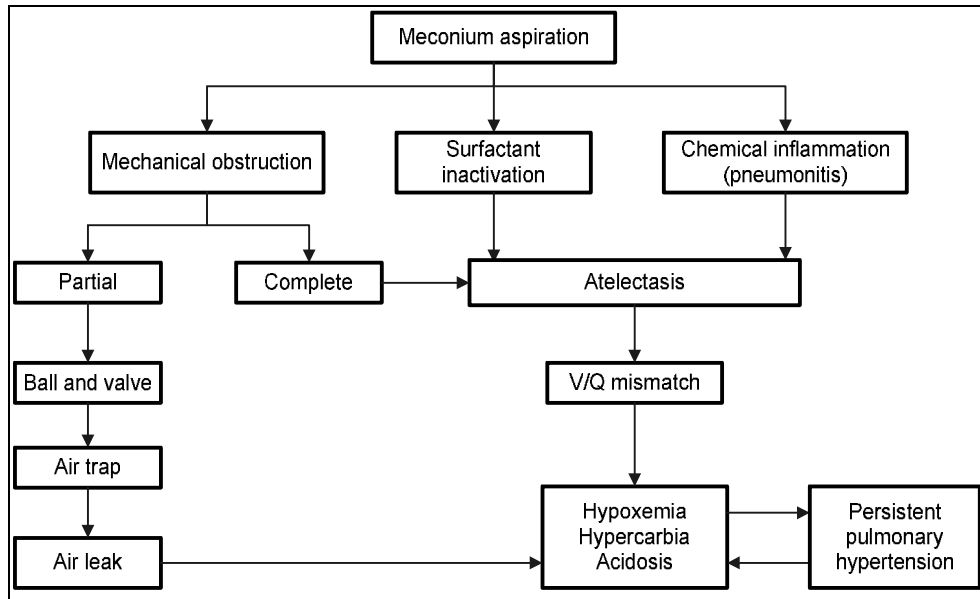 Meconium aspiration
Mechanical obstruction
Surfactant
inactivation
Chemical inflammation
(pneumonitis)
Partial
Complete
Atelectasis
Ball and valve
V/Q mismatch
Air trap
Hypoxemia
Hypercarbia
Acidosis
Persistent
pulmonary
hypertension
Air leak